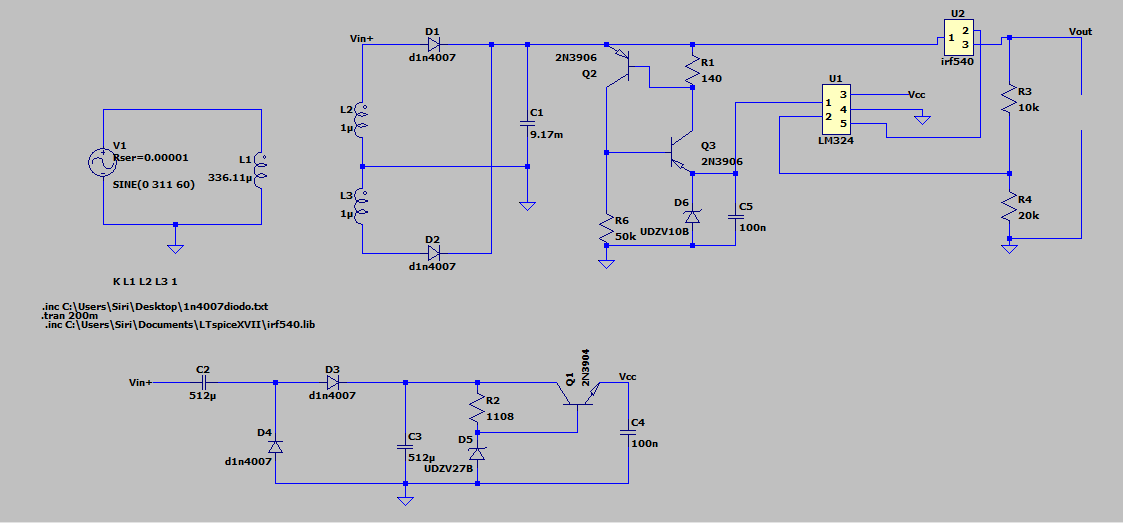 Vin+
D1
d1n4007
2N3906
Q2
R1
140
U2
1
2
3
irf540
Vout
V1
Rser=0.00001
SINE(0 311 60)
L1
336.11µ
L2
1µ
L3
1µ
D2
d1n4007
C1
9.17m
Q3
2N3906
R6
50k
D6
UDZV10B
C5
100n
U1
1
2
3
4
5
LM324
Vcc
R3
10k
R4
20k
K L1 L2 L3 1
.inc C:\Users\Siri\Desktop\1n4007diodo.txt
.tran 200m
.inc C:\Users\Siri\Documents\LTspiceXVII\irf540.lib
Vin+
C2
512µ
D3
d1n4007
D4
d1n4007
C3
512µ
R2
1108
D5
UDZV27B
Q1
2N3904
Vcc
C4
100n